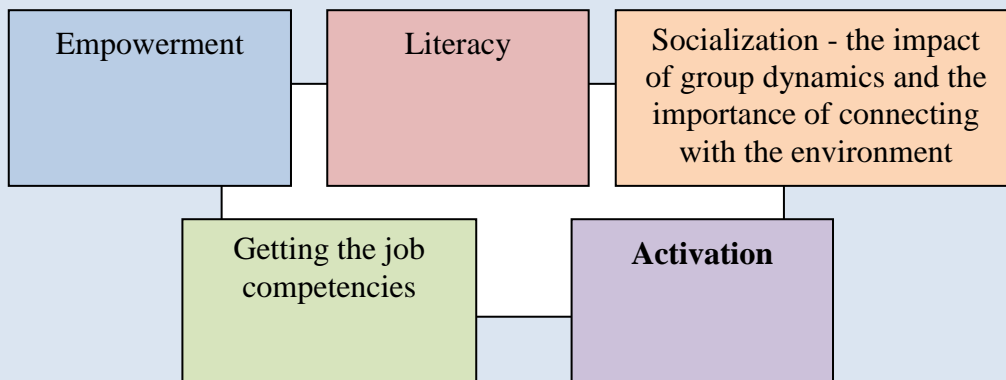 Empowerment
Literacy
Socialization - the impact
of group dynamics and the
importance of connecting
with the environment
Getting the job
competencies
Activation